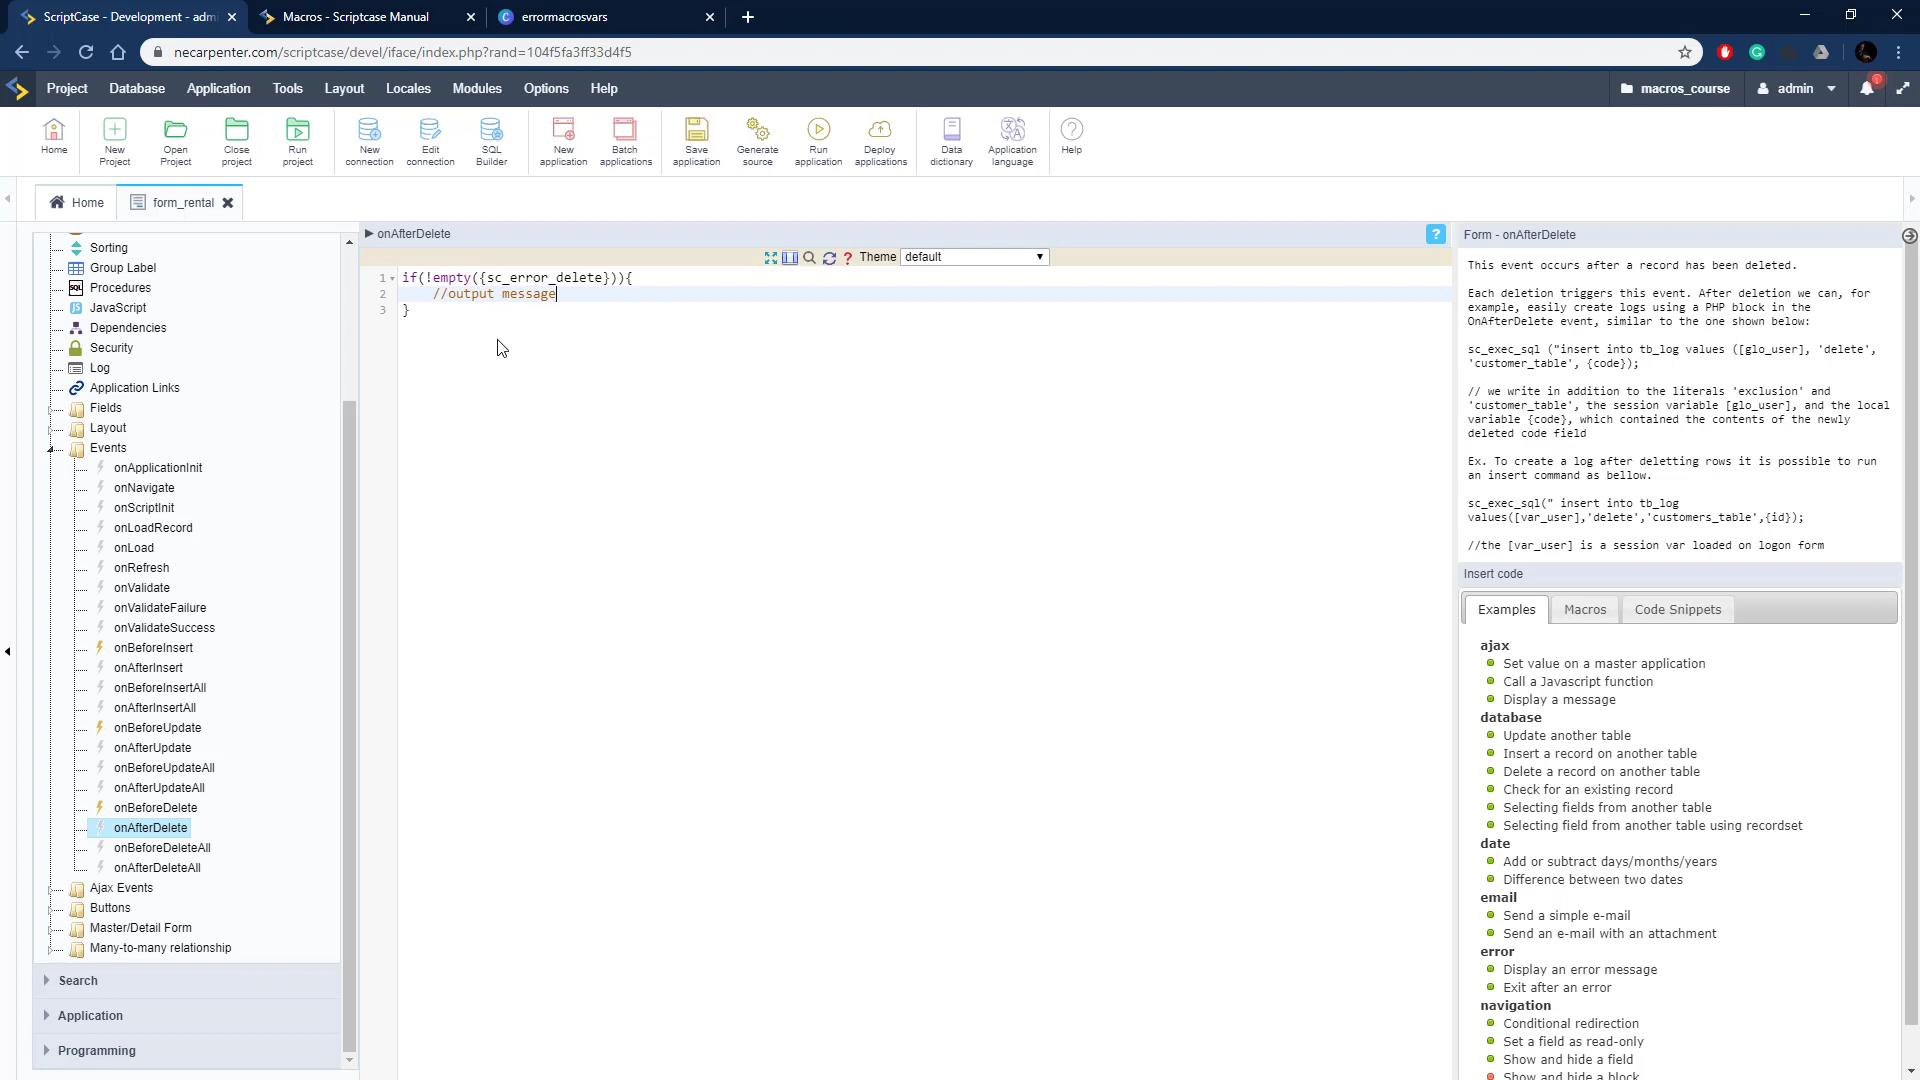 ScriptCase - Development - adm
Macros - Scriptcase Manual
errormacrosvars
necarpenter.com/scriptcase/devel/iface/index.php?rand=104f5fa3ff33d4f5
Project
Database
Application
Tools
Layout
Locales
Modules
Options
Help
macros_course
admin
Home
New Project
Open Project
Close project
Run project
New connection
Edit connection
SQL Builder
New application
Batch applications
Save application
Generate source
Run application
Deploy applications
Data dictionary
Application language
Help
Home
form_rental
Sorting
Group Label
Procedures
JavaScript
Dependencies
Security
Log
Application Links
Fields
Layout
Events
onApplicationInit
onNavigate
onScriptInit
onLoadRecord
onLoad
onRefresh
onValidate
onValidateFailure
onValidateSuccess
onBeforeInsert
onAfterInsert
onBeforeInsertAll
onAfterInsertAll
onBeforeUpdate
onAfterUpdate
onBeforeUpdateAll
onAfterUpdateAll
onBeforeDelete
onAfterDelete
onBeforeDeleteAll
onAfterDeleteAll
Ajax Events
Buttons
Master/Detail Form
Many-to-many relationship
Search
Application
Programming
onAfterDelete
?
? Theme default
1 if(!empty({sc_error_delete})){
2 //output message
3 }
Form - onAfterDelete
This event occurs after a record has been deleted.
Each deletion triggers this event. After deletion we can, for
example, easily create logs using a PHP block in the
OnAfterDelete event, similar to the one shown below:
sc_exec_sql ("insert into tb_log values ([glo_user], 'delete',
'customer_table', {code});
// we write in addition to the literals 'exclusion' and
'customer_table', the session variable [glo_user], and the local
variable {code}, which contained the contents of the newly
deleted code field
Ex. To create a log after deletting rows it is possible to run
an insert command as bellow.
sc_exec_sql(" insert into tb_log
values([var_user],'delete','customers_table',{id});
//the [var_user] is a session var loaded on logon form
Insert code
Examples
Macros
Code Snippets
ajax
Set value on a master application
Call a Javascript function
Display a message
database
Update another table
Insert a record on another table
Delete a record on another table
Check for an existing record
Selecting fields from another table
Selecting field from another table using recordset
date
Add or subtract days/months/years
Difference between two dates
email
Send a simple e-mail
Send an e-mail with an attachment
error
Display an error message
Exit after an error
navigation
Conditional redirection
Set a field as read-only
Show and hide a field
Show and hide a block